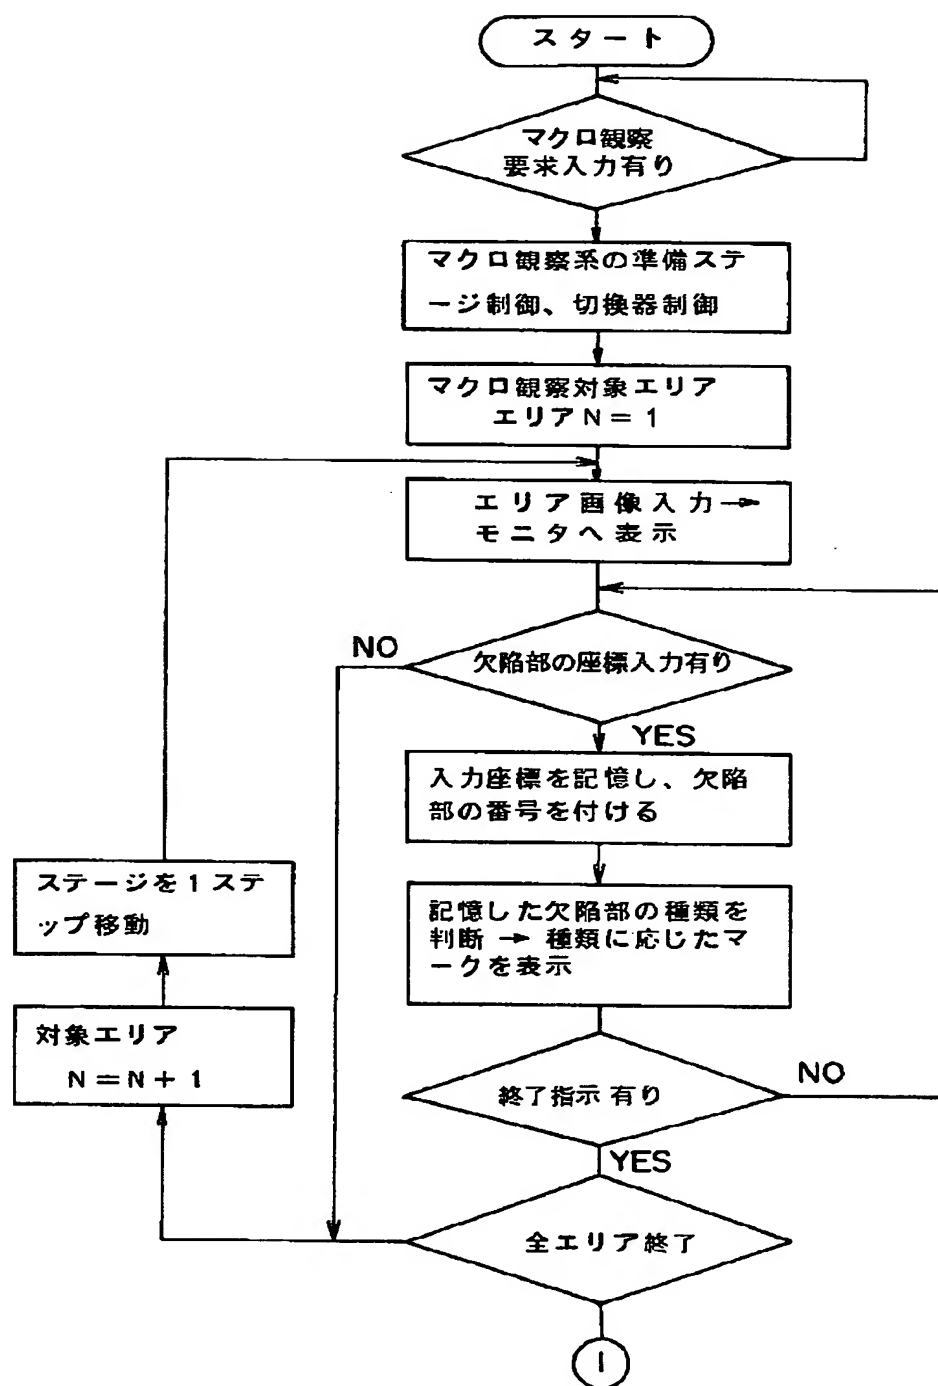 スタート
マクロ観察
要求入力有り
マクロ観察系の準備ステ
ージ制御、切換器制御
マクロ観察対象エリア
エリアN=1
エリア画像入力→
モニタへ表示
NO
欠陥部の座標入力有り
YES
入力座標を記憶し、欠陥
部の番号を付ける
ステージを1ステ
ップ移動
記憶した欠陥部の種類を
判断→種類に応じたマ
ークを表示
対象エリア
N=N+1
終了指示有り
NO
YES
全エリア終了
1